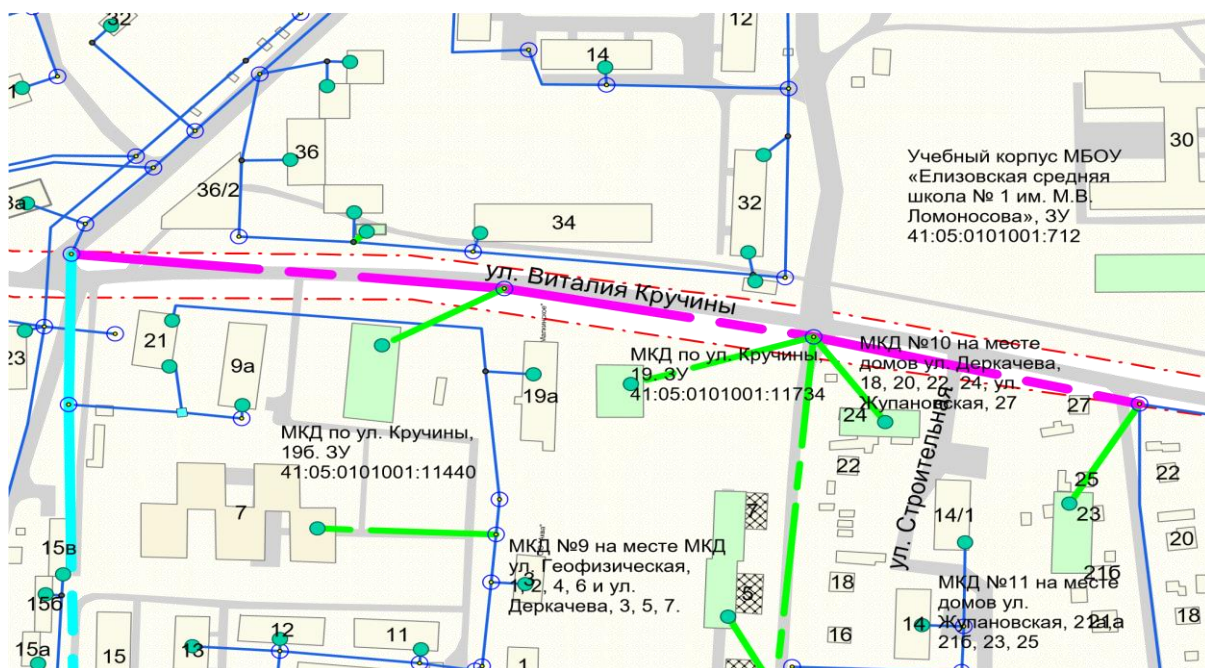 32
12
14
1
30
36
36/2
Учебный корпус МБОУ
«Елизовская средняя
школа № 1 им. М.В.
Ломоносова», ЗУ
41:05:0101001:712
3а
34
32
ул. Виталия Кручины
21
9а
23
19а
МКД по ул. Кручины,
19, ЗУ
41:05:0101001:11734
МКД №10 на месте
домов ул. Деркачева,
18, 20, 22, 24, ул.
Жупановская, 27
27
24
МКД по ул. Кручины,
19б. ЗУ
41:05:0101001:11440
22
22
25
23
7
7
14/1
ул. Строительная
20
15в
МКД №9 на месте МКД
ул. Геофизическая,
1, 2, 4, 6 и ул.
Деркачева, 3, 5, 7.
3
5
18
21б
МКД №11 на месте
домов ул.
Жупановская, 21а,
21б, 23, 25
21а
18
15б
15а
15
13
12
11
1
16
14